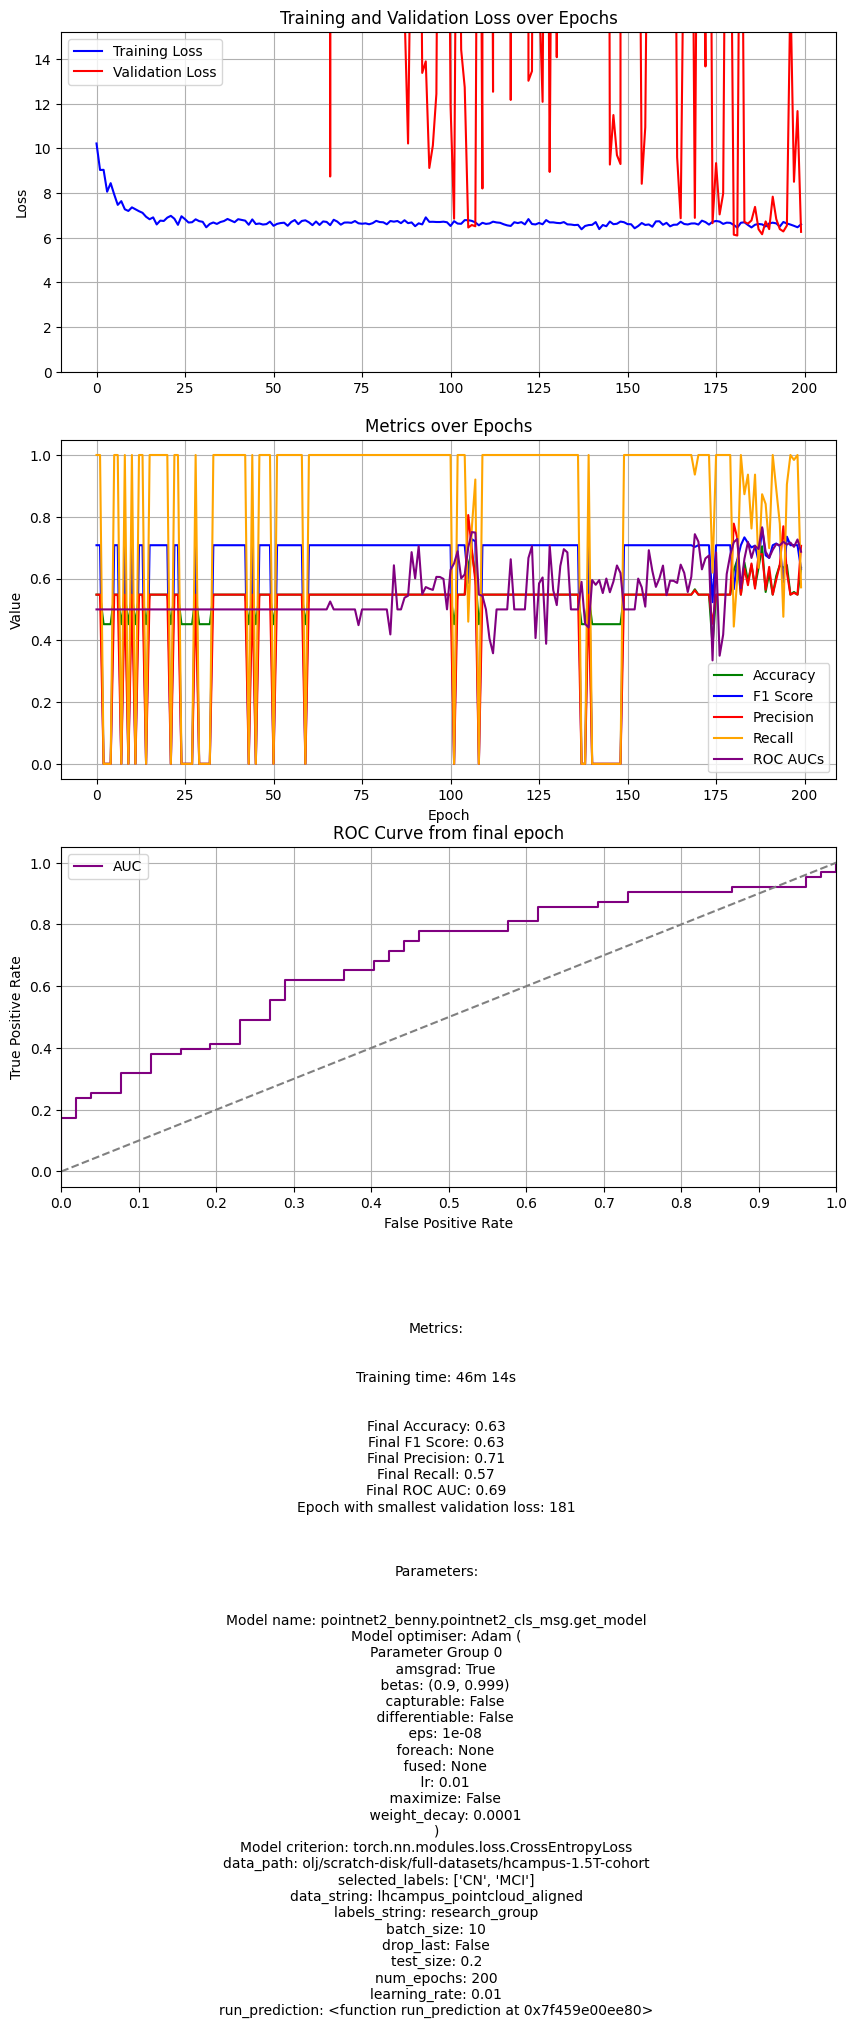 Training and Validation Loss over Epochs
Training Loss
Validation Loss
Loss
14
12
10
8
6
4
2
0
0 25 50 75 100 125 150 175 200
Metrics over Epochs
Accuracy
F1 Score
Precision
Recall
ROC AUCs
Value
1.0
0.8
0.6
0.4
0.2
0.0
0 25 50 75 100 125 150 175 200
Epoch
ROC Curve from final epoch
AUC
True Positive Rate
1.0
0.8
0.6
0.4
0.2
0.0
0.0 0.1 0.2 0.3 0.4 0.5 0.6 0.7 0.8 0.9 1.0
False Positive Rate
Metrics:
Training time: 46m 14s
Final Accuracy: 0.63
Final F1 Score: 0.63
Final Precision: 0.71
Final Recall: 0.57
Final ROC AUC: 0.69
Epoch with smallest validation loss: 181
Parameters:
Model name: pointnet2_benny.pointnet2_cls_msg.get_model
Model optimiser: Adam (
Parameter Group 0
amsgrad: True
betas: (0.9, 0.999)
capturable: False
differentiable: False
eps: 1e-08
foreach: None
fused: None
lr: 0.01
maximize: False
weight_decay: 0.0001
)
Model criterion: torch.nn.modules.loss.CrossEntropyLoss
data_path: olj/scratch-disk/full-datasets/hcampus-1.5T-cohort
selected_labels: ['CN', 'MCI']
data_string: lhcampus_pointcloud_aligned
labels_string: research_group
batch_size: 10
drop_last: False
test_size: 0.2
num_epochs: 200
learning_rate: 0.01
run_prediction: <function run_prediction at 0x7f459e00ee80>